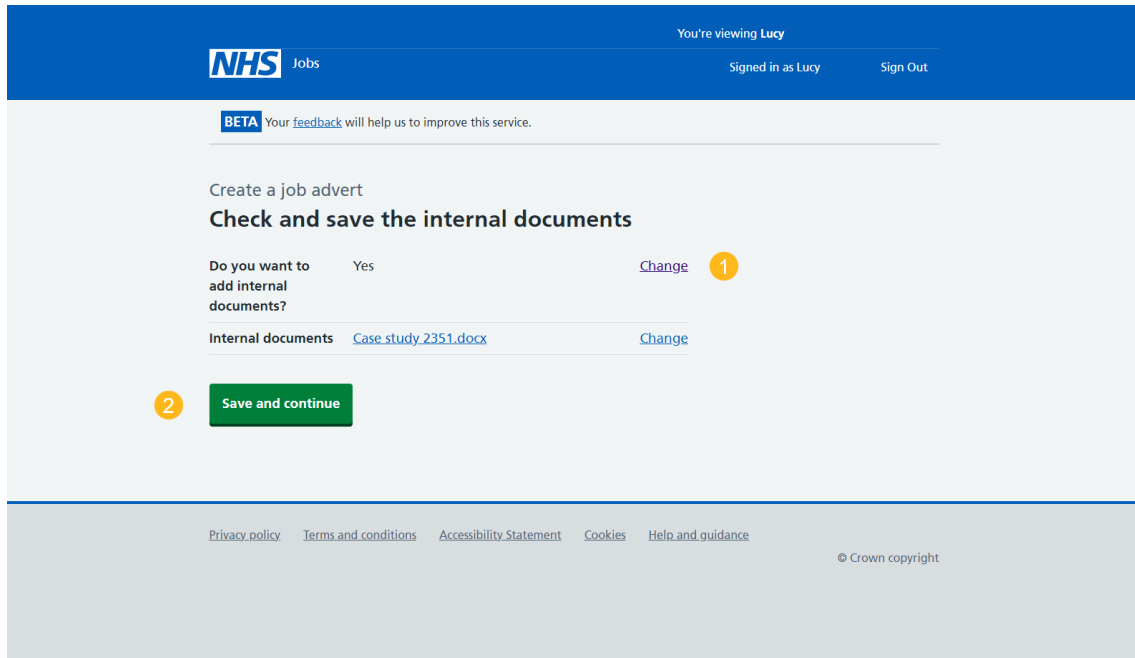 You're viewing Lucy
NHS Jobs
Signed in as Lucy Sign Out
BETA Your feedback will help us to improve this service.
Create a job advert
Check and save the internal documents
Do you want to
add internal
documents?
Yes
Change
1
Internal documents Case study 2351.docx Change
2
Save and continue
Privacy policy Terms and conditions Accessibility Statement Cookies Help and guidance
© Crown copyright